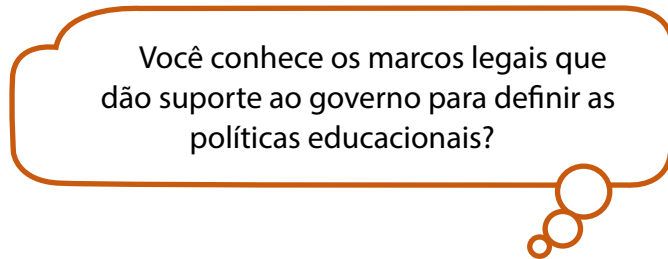 Você conhece os marcos legais que
dão suporte ao governo para definir as
políticas educacionais?